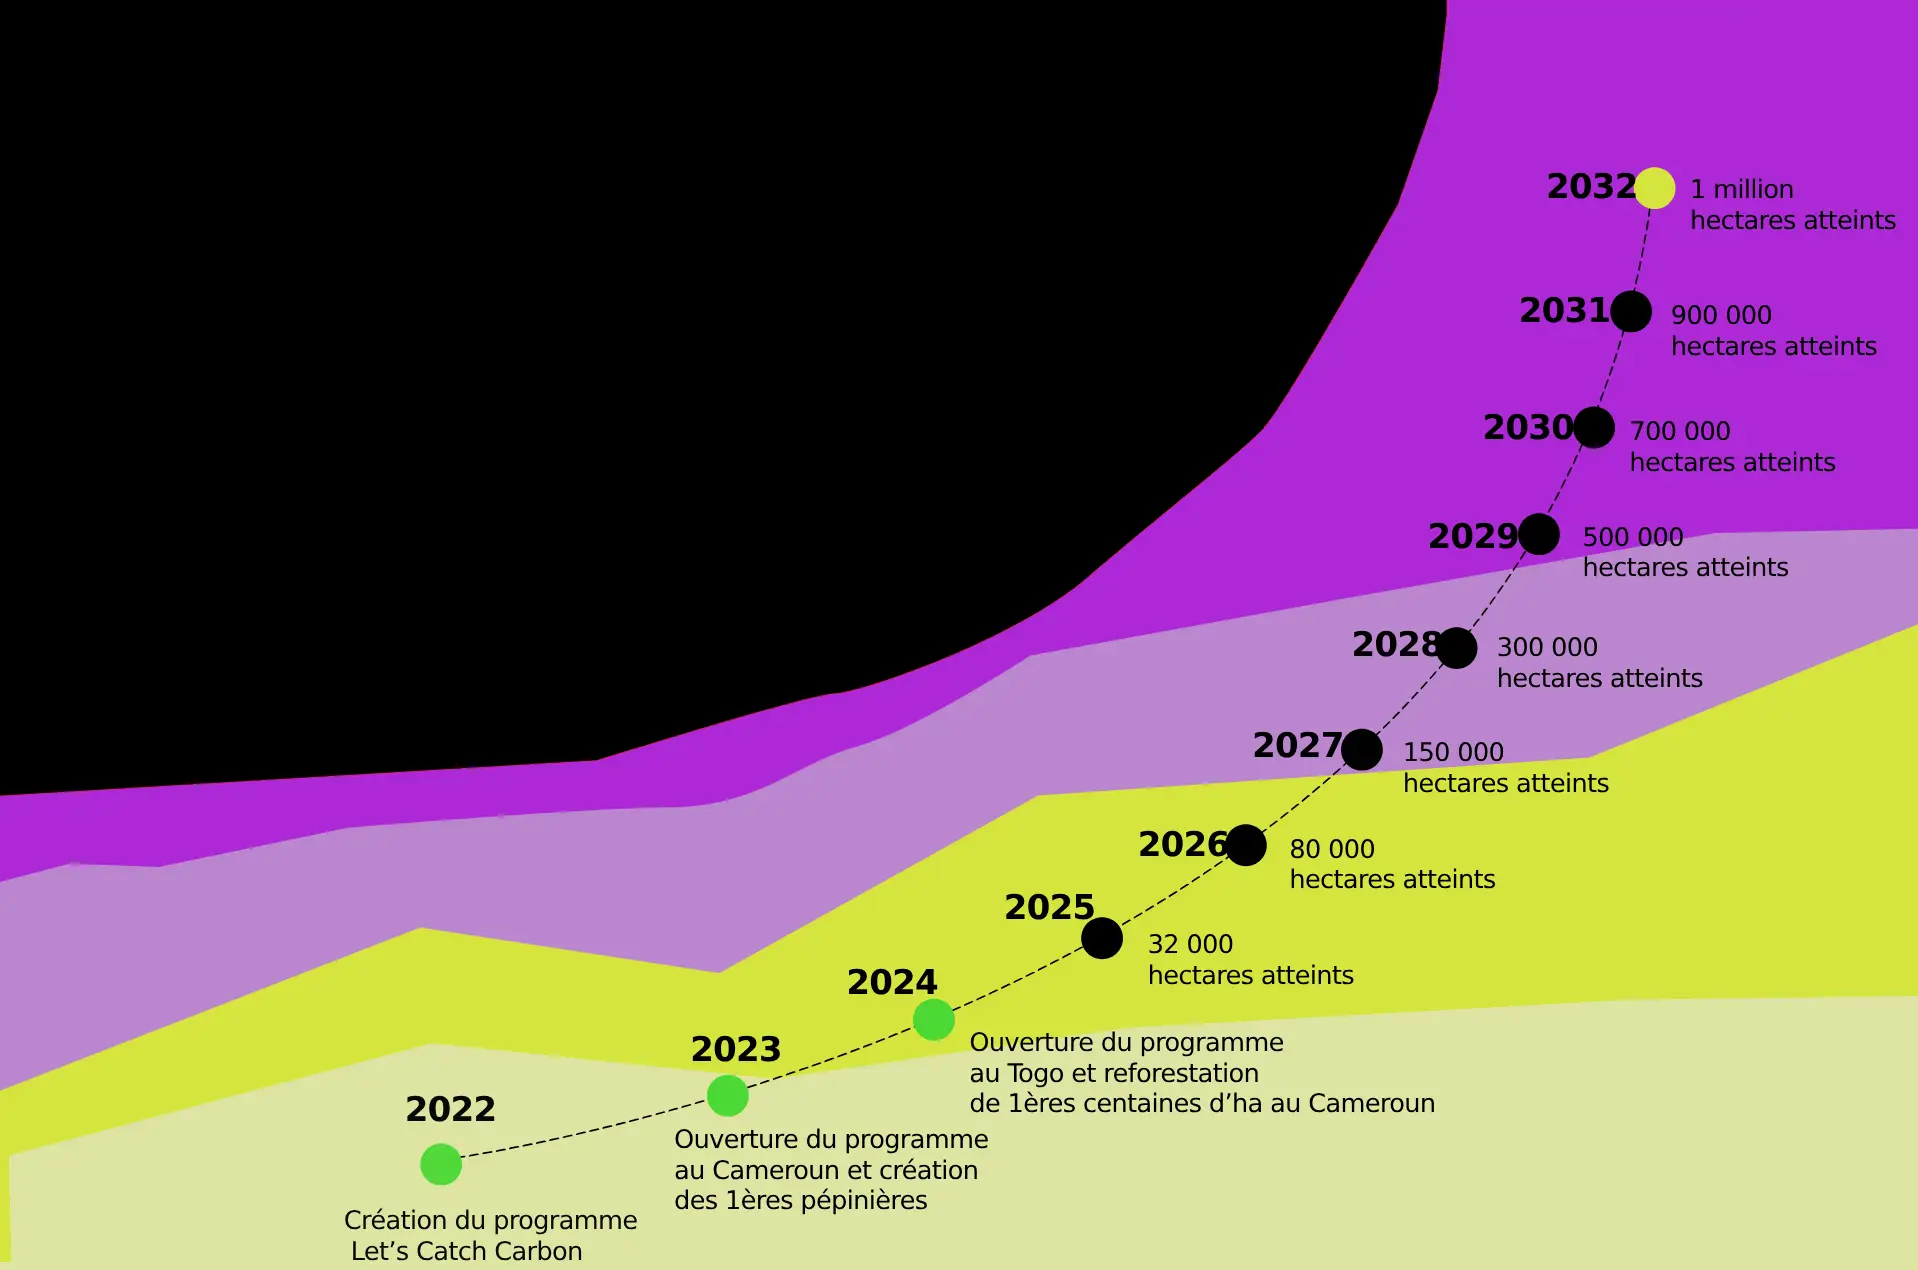 2032
1 million
hectares atteints
2031
900 000
hectares atteints
2030
700 000
hectares atteints
2029
500 000
hectares atteints
2028
300 000
hectares atteints
2027
150 000
hectares atteints
2026
80 000
hectares atteints
2025
32 000
hectares atteints
2024
Ouverture du programme
au Togo et reforestation
de 1ères centaines d’ha au Cameroun
2023
Ouverture du programme
au Cameroun et création
des 1ères pépinières
2022
Création du programme
Let’s Catch Carbon